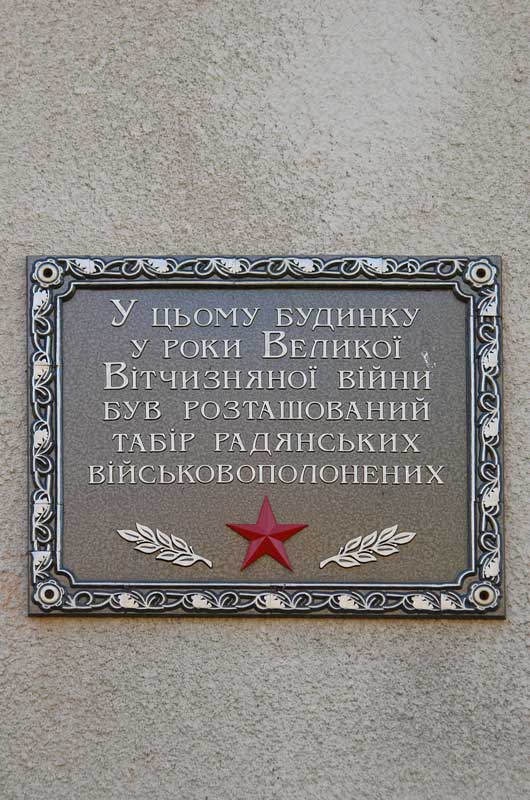 У цьому будинку
у роки Великої
Вітчизняної війни
був розташований
табір радянських
військовополонених